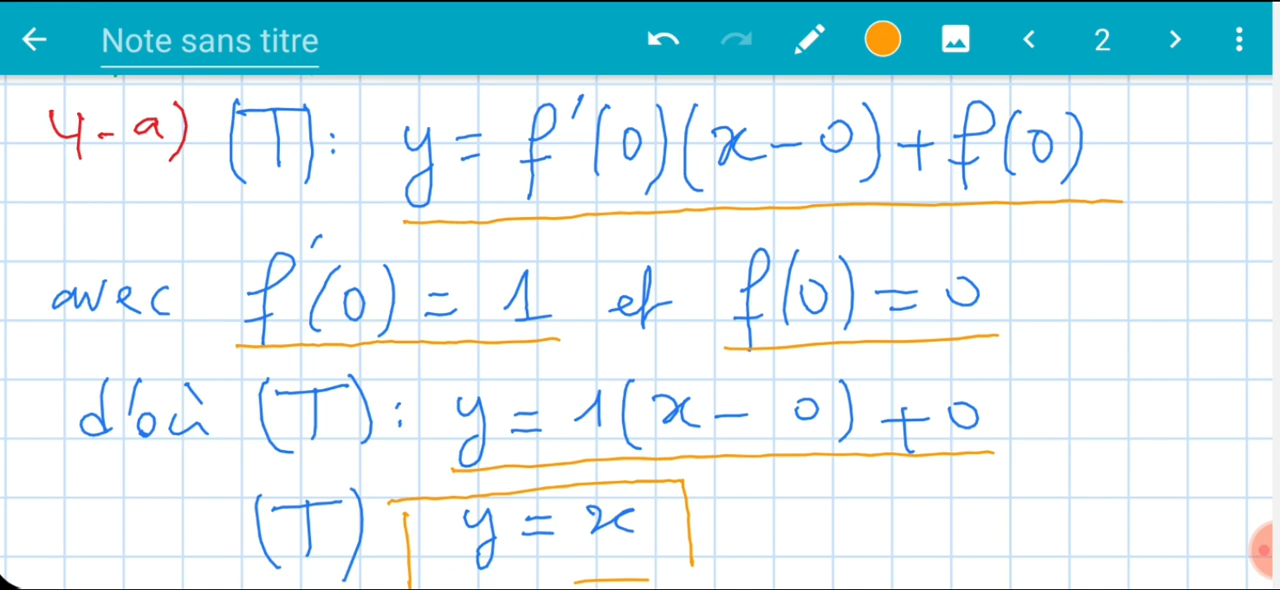 Note sans titre 2
4-a) (T): y = f'(0)(x-0)+f(0)
avec f'(0) = 1 et f(0) = 0
d'où (T): y = 1(x - 0) + 0
(T) y = x